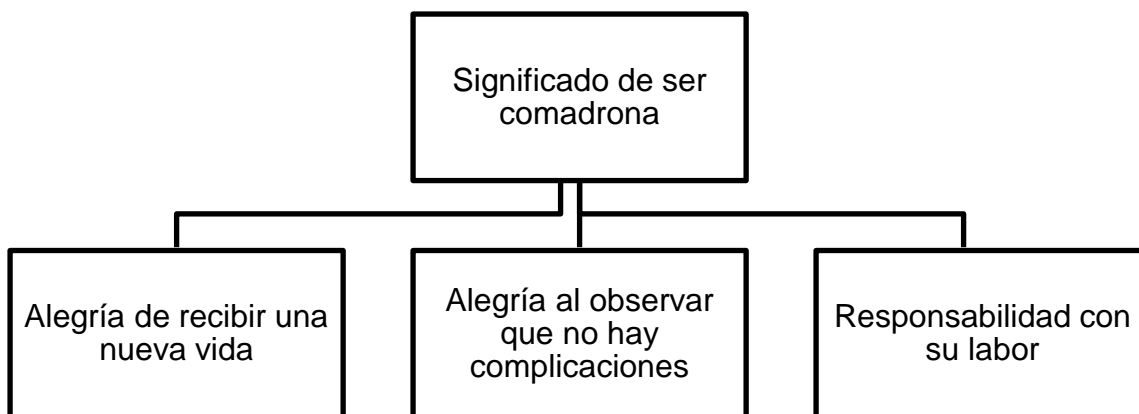 Significado de ser
comadrona
Alegría de recibir una
nueva vida
Alegría al observar
que no hay
complicaciones
Responsabilidad con
su labor